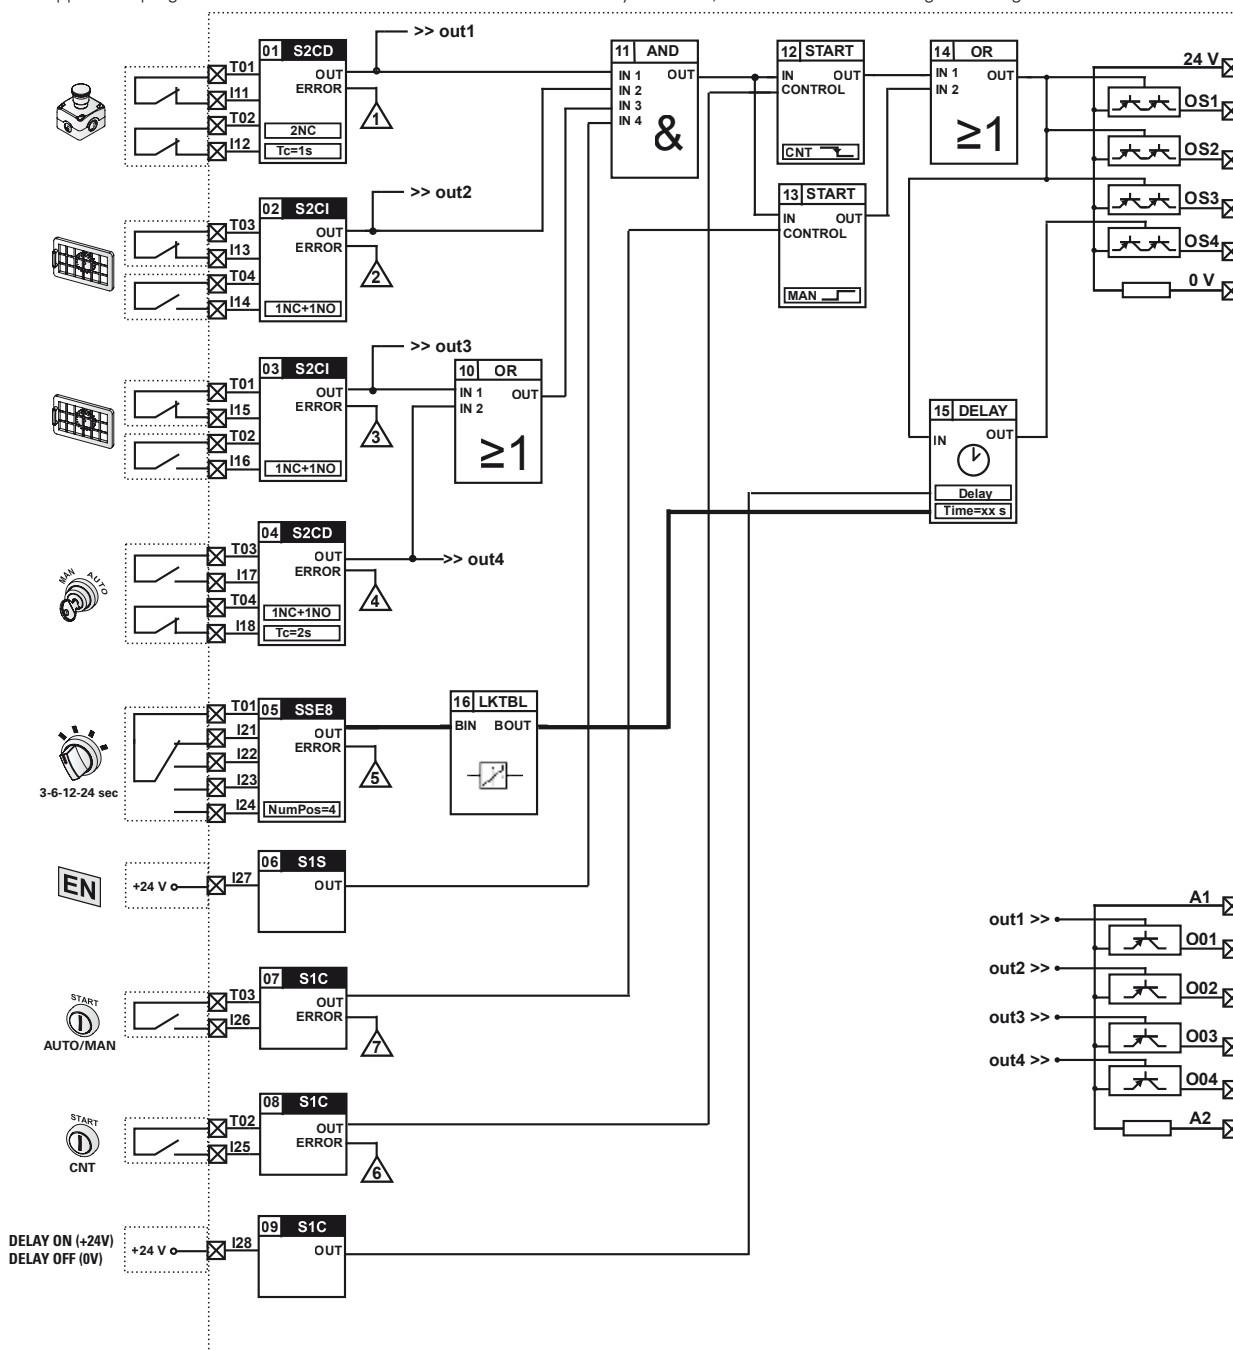 >> out1
01 S2CD
T01
I11
T02
I12
OUT
ERROR
2NC
Tc=1s
1
>> out2
02 S2CI
T03
I13
T04
I14
OUT
ERROR
1NC+1NO
2
>> out3
03 S2CI
T01
I15
T02
I16
OUT
ERROR
1NC+1NO
3
10 OR
IN 1 OUT
IN 2
≥1
MAN AUTO
04 S2CD
T03
I17
T04
I18
OUT
ERROR
1NC+1NO
Tc=2s
4
>> out4
3-6-12-24 sec
05 SSE8
T01
I21
I22
I23
I24
OUT
ERROR
NumPos=4
5
16 LKTBL
BIN BOUT
EN
+24 V
I27
06 S1S
OUT
START
AUTO/MAN
T03
I26
07 S1C
OUT
ERROR
7
START
CNT
T02
I25
08 S1C
OUT
ERROR
6
DELAY ON (+24V)
DELAY OFF (0V)
+24 V
I28
09 S1C
OUT
11 AND
IN 1 OUT
IN 2
IN 3
IN 4
&
12 START
IN OUT
CONTROL
CNT
13 START
IN OUT
CONTROL
MAN
14 OR
IN 1 OUT
IN 2
≥1
15 DELAY
IN OUT
Delay
Time=xx s
24 V
OS1
OS2
OS3
OS4
0 V
A1
out1 >>
O01
out2 >>
O02
out3 >>
O03
out4 >>
O04
A2